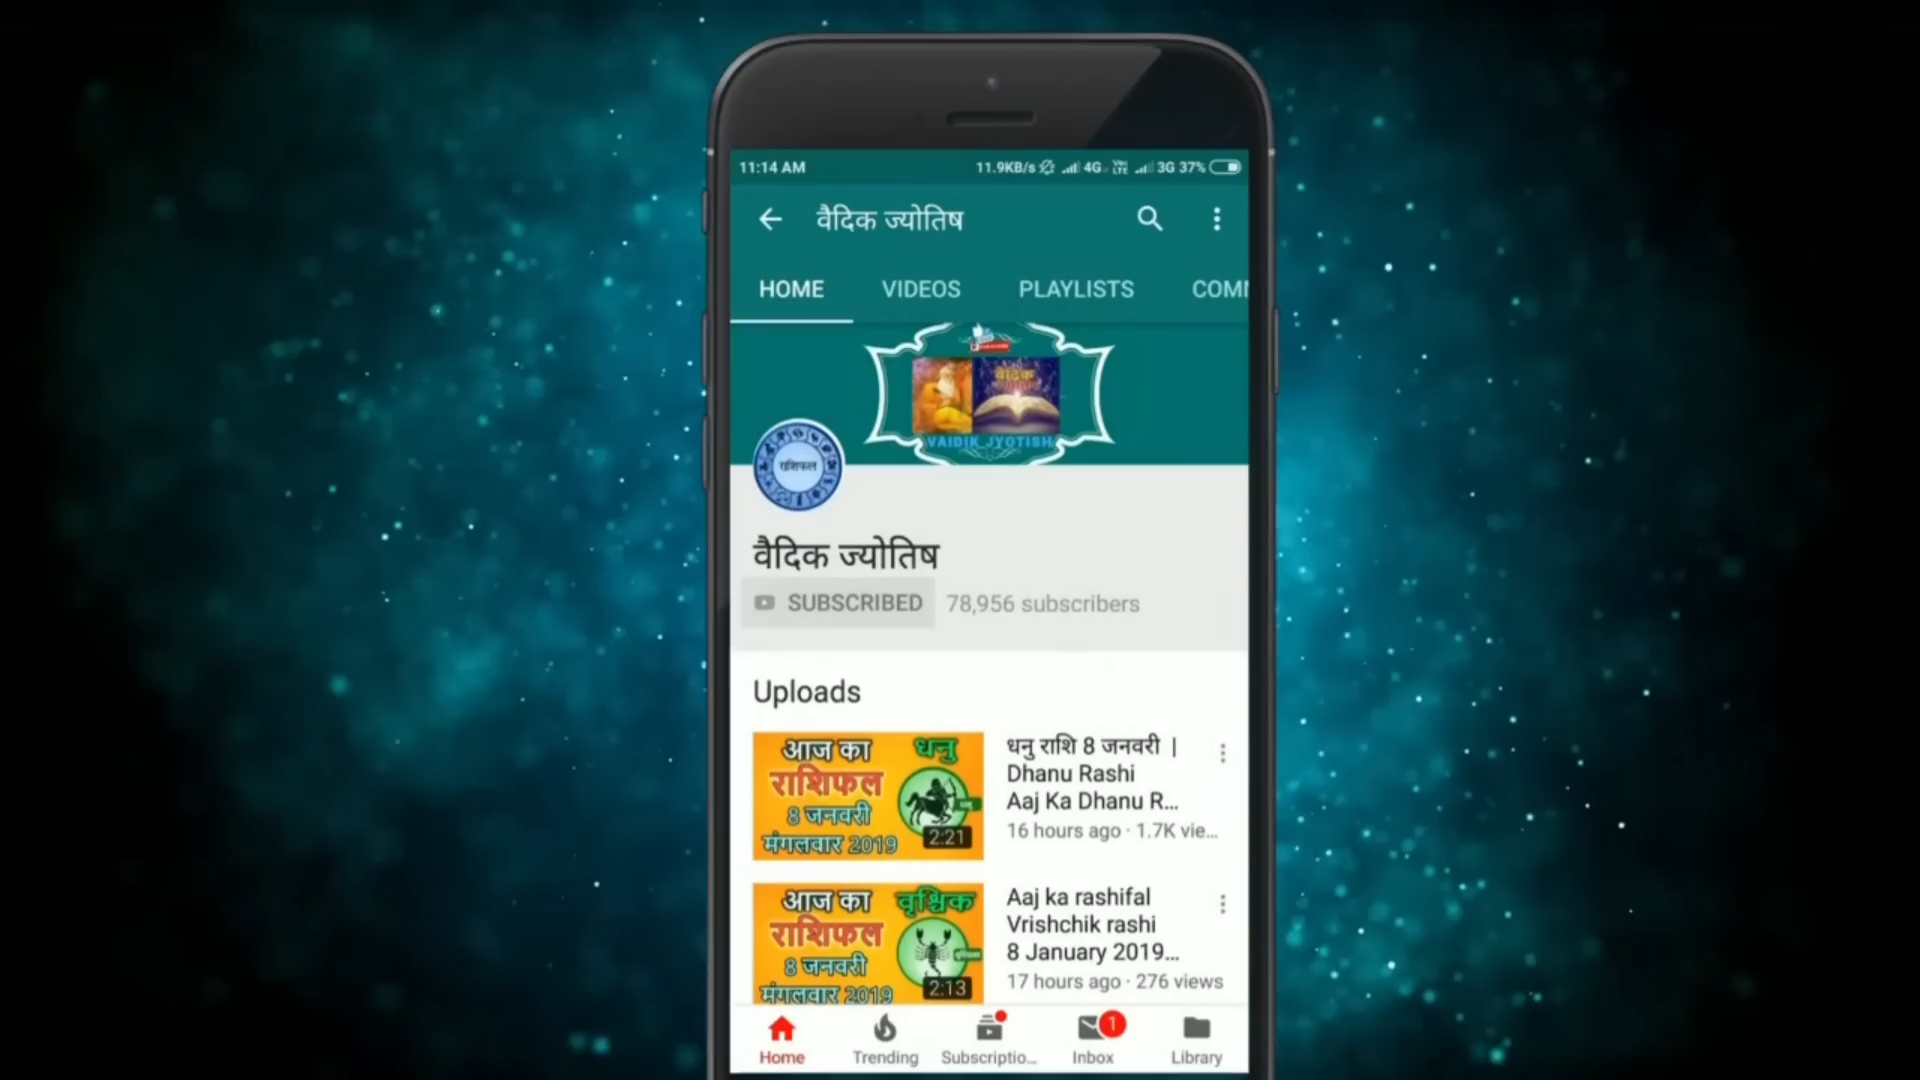 11:14 AM 11.9KB/s 4G VoLTE 3G 37%
वैदिक ज्योतिष
HOME VIDEOS PLAYLISTS COMM
वैदिक
VAIDIK JYOTISH
राशिफल
वैदिक ज्योतिष
SUBSCRIBED 78,956 subscribers
Uploads
आज का धनु
राशिफल
8 जनवरी
मंगलवार 2019
2:21
धनु राशि 8 जनवरी |
Dhanu Rashi
Aaj Ka Dhanu R...
16 hours ago · 1.7K vie...
आज का वृश्चिक
राशिफल
8 जनवरी
मंगलवार 2019
2:13
Aaj ka rashifal
Vrishchik rashi
8 January 2019...
17 hours ago · 276 views
1
Home Trending Subscriptio... Inbox Library